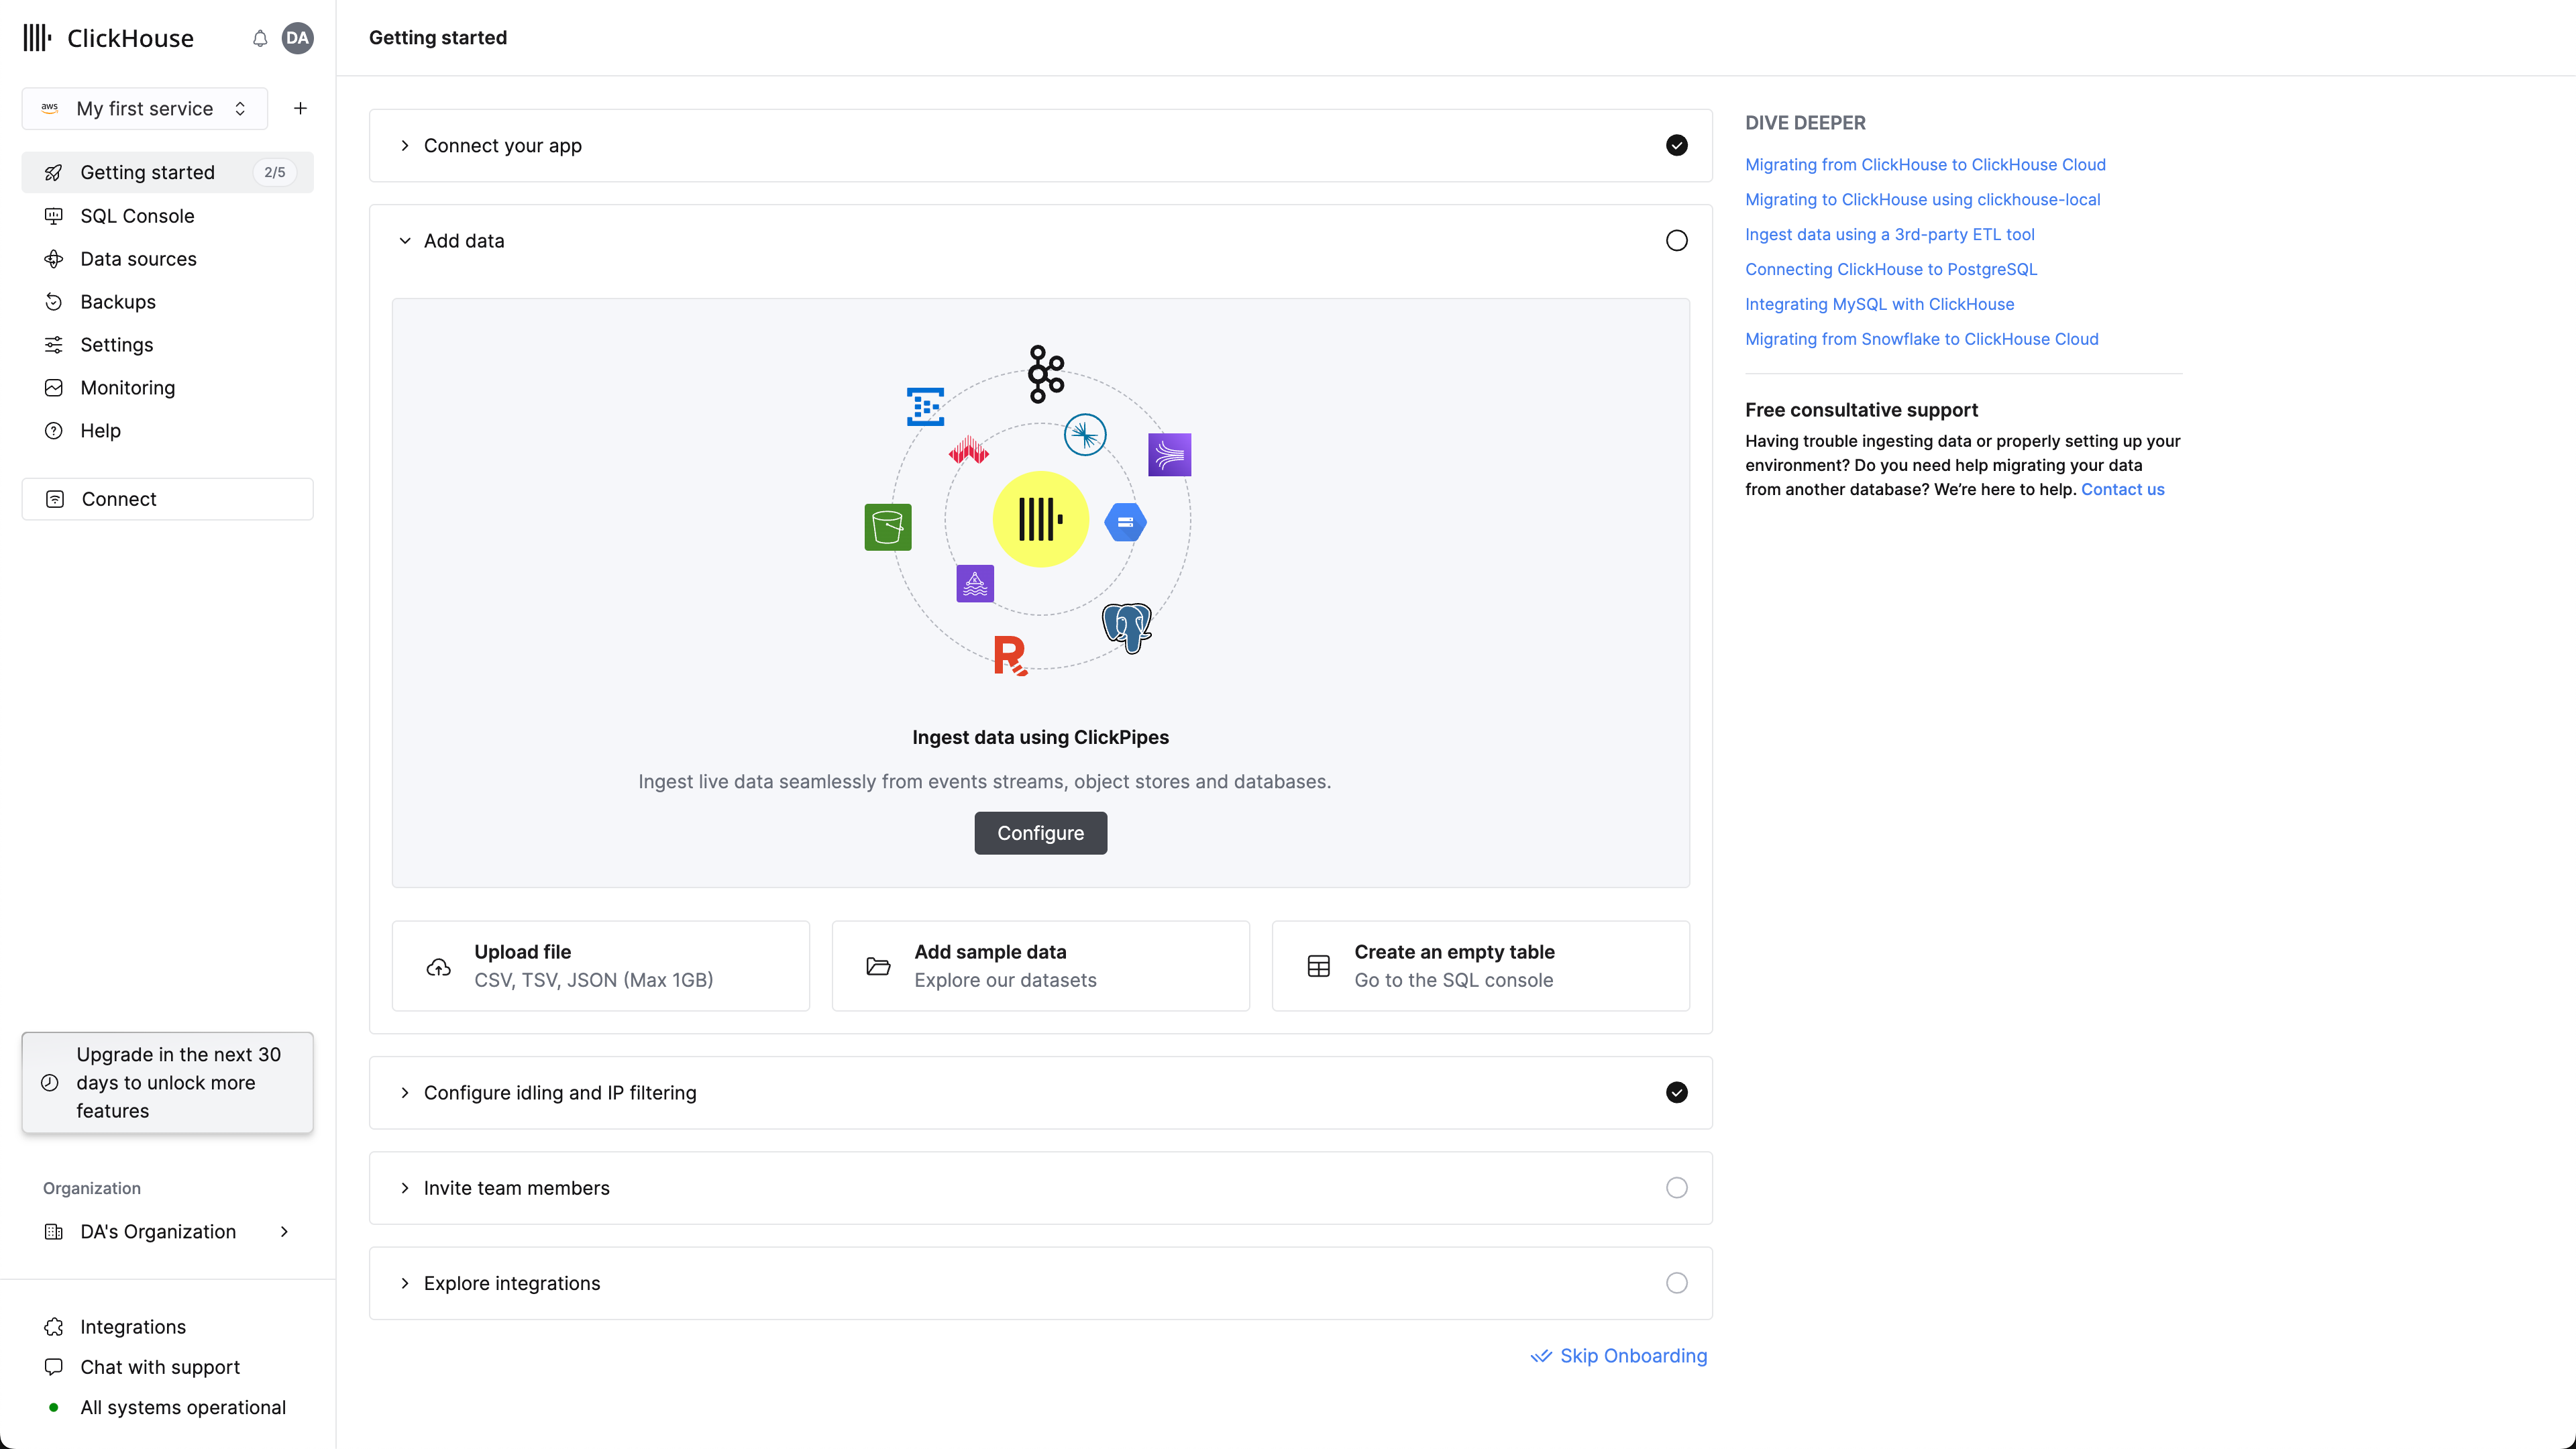 ClickHouse
DA
aws
My first service
Getting started
2/5
SQL Console
Data sources
Backups
Settings
Monitoring
Help
Connect
Upgrade in the next 30
days to unlock more
features
Organization
DA's Organization
Integrations
Chat with support
All systems operational
Getting started
Connect your app
Add data
Ingest data using ClickPipes
Ingest live data seamlessly from events streams, object stores and databases.
Configure
Upload file
CSV, TSV, JSON (Max 1GB)
Add sample data
Explore our datasets
Create an empty table
Go to the SQL console
Configure idling and IP filtering
Invite team members
Explore integrations
Skip Onboarding
DIVE DEEPER
Migrating from ClickHouse to ClickHouse Cloud
Migrating to ClickHouse using clickhouse-local
Ingest data using a 3rd-party ETL tool
Connecting ClickHouse to PostgreSQL
Integrating MySQL with ClickHouse
Migrating from Snowflake to ClickHouse Cloud
Free consultative support
Having trouble ingesting data or properly setting up your
environment? Do you need help migrating your data
from another database? We’re here to help. Contact us